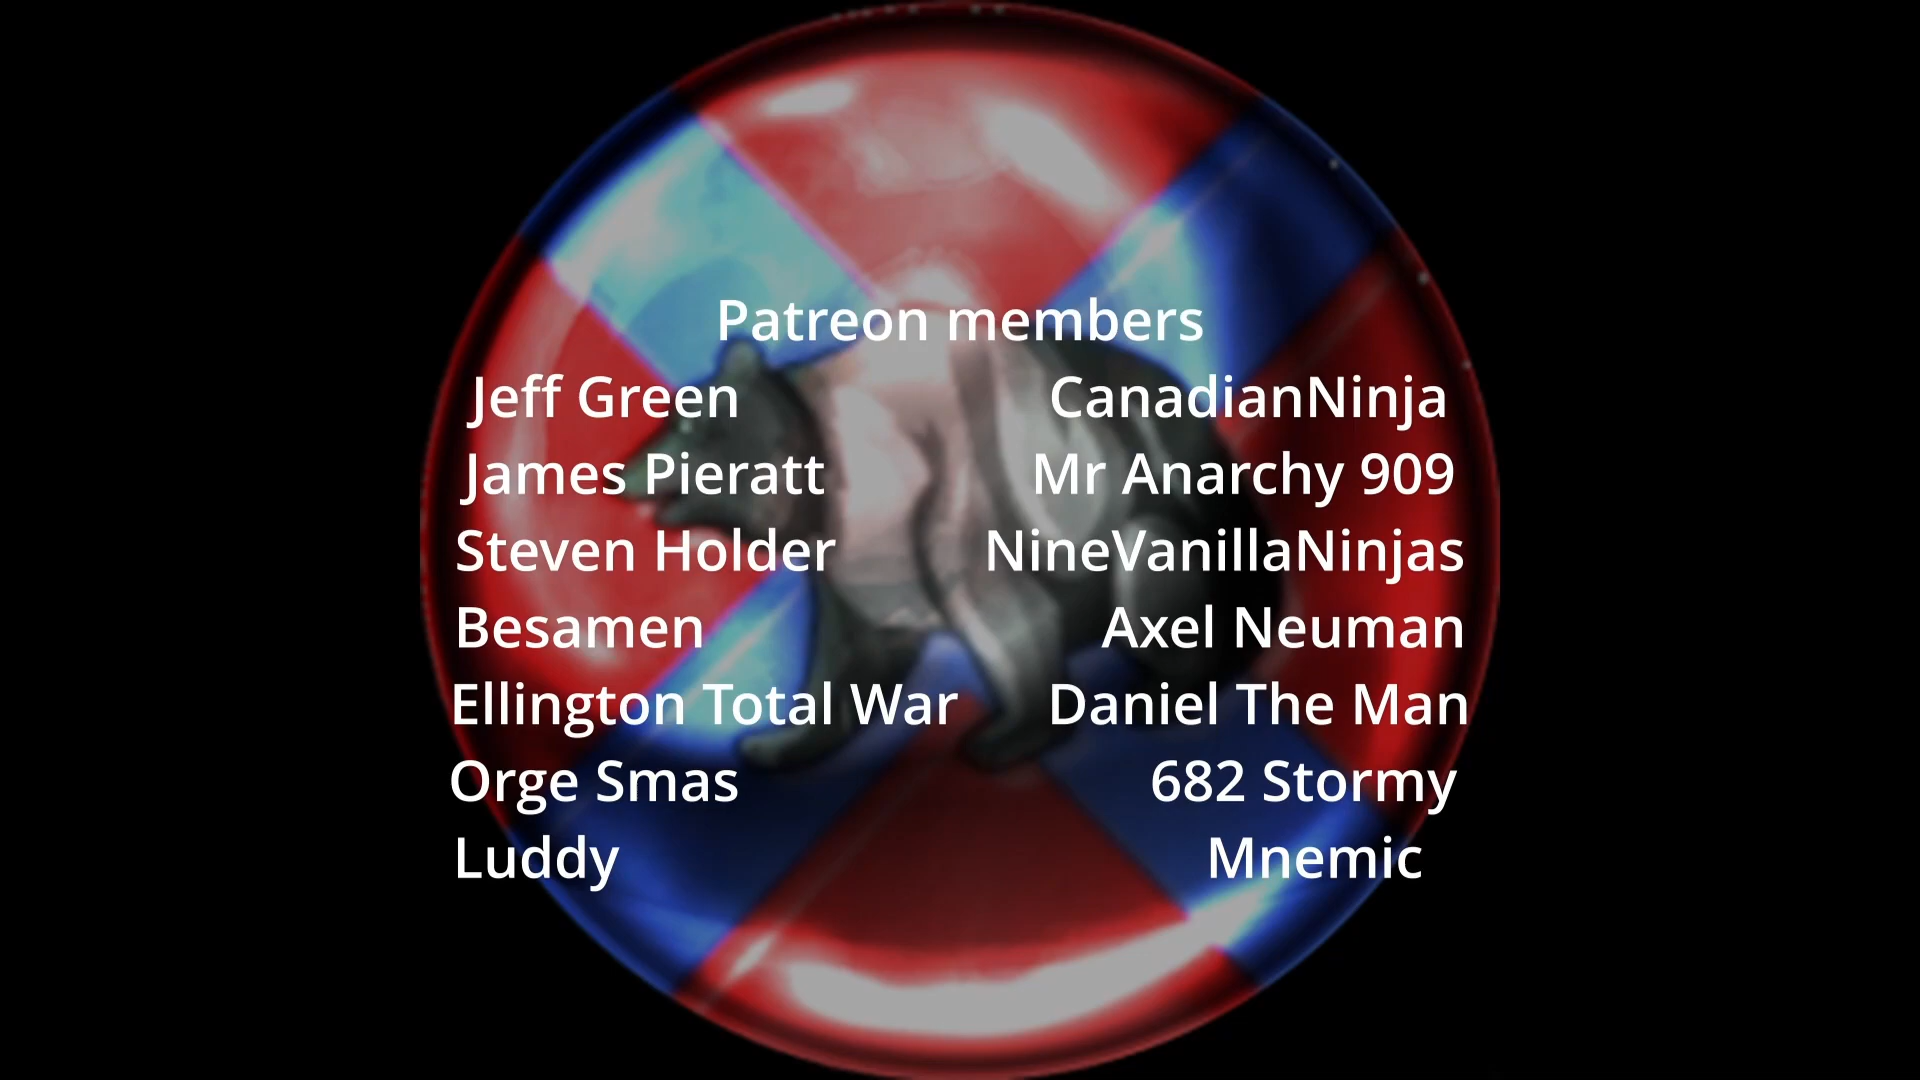 Patreon members
Jeff Green CanadianNinja
James Pieratt Mr Anarchy 909
Steven Holder NineVanillaNinjas
Besamen Axel Neuman
Ellington Total War Daniel The Man
Orge Smas 682 Stormy
Luddy Mnemic